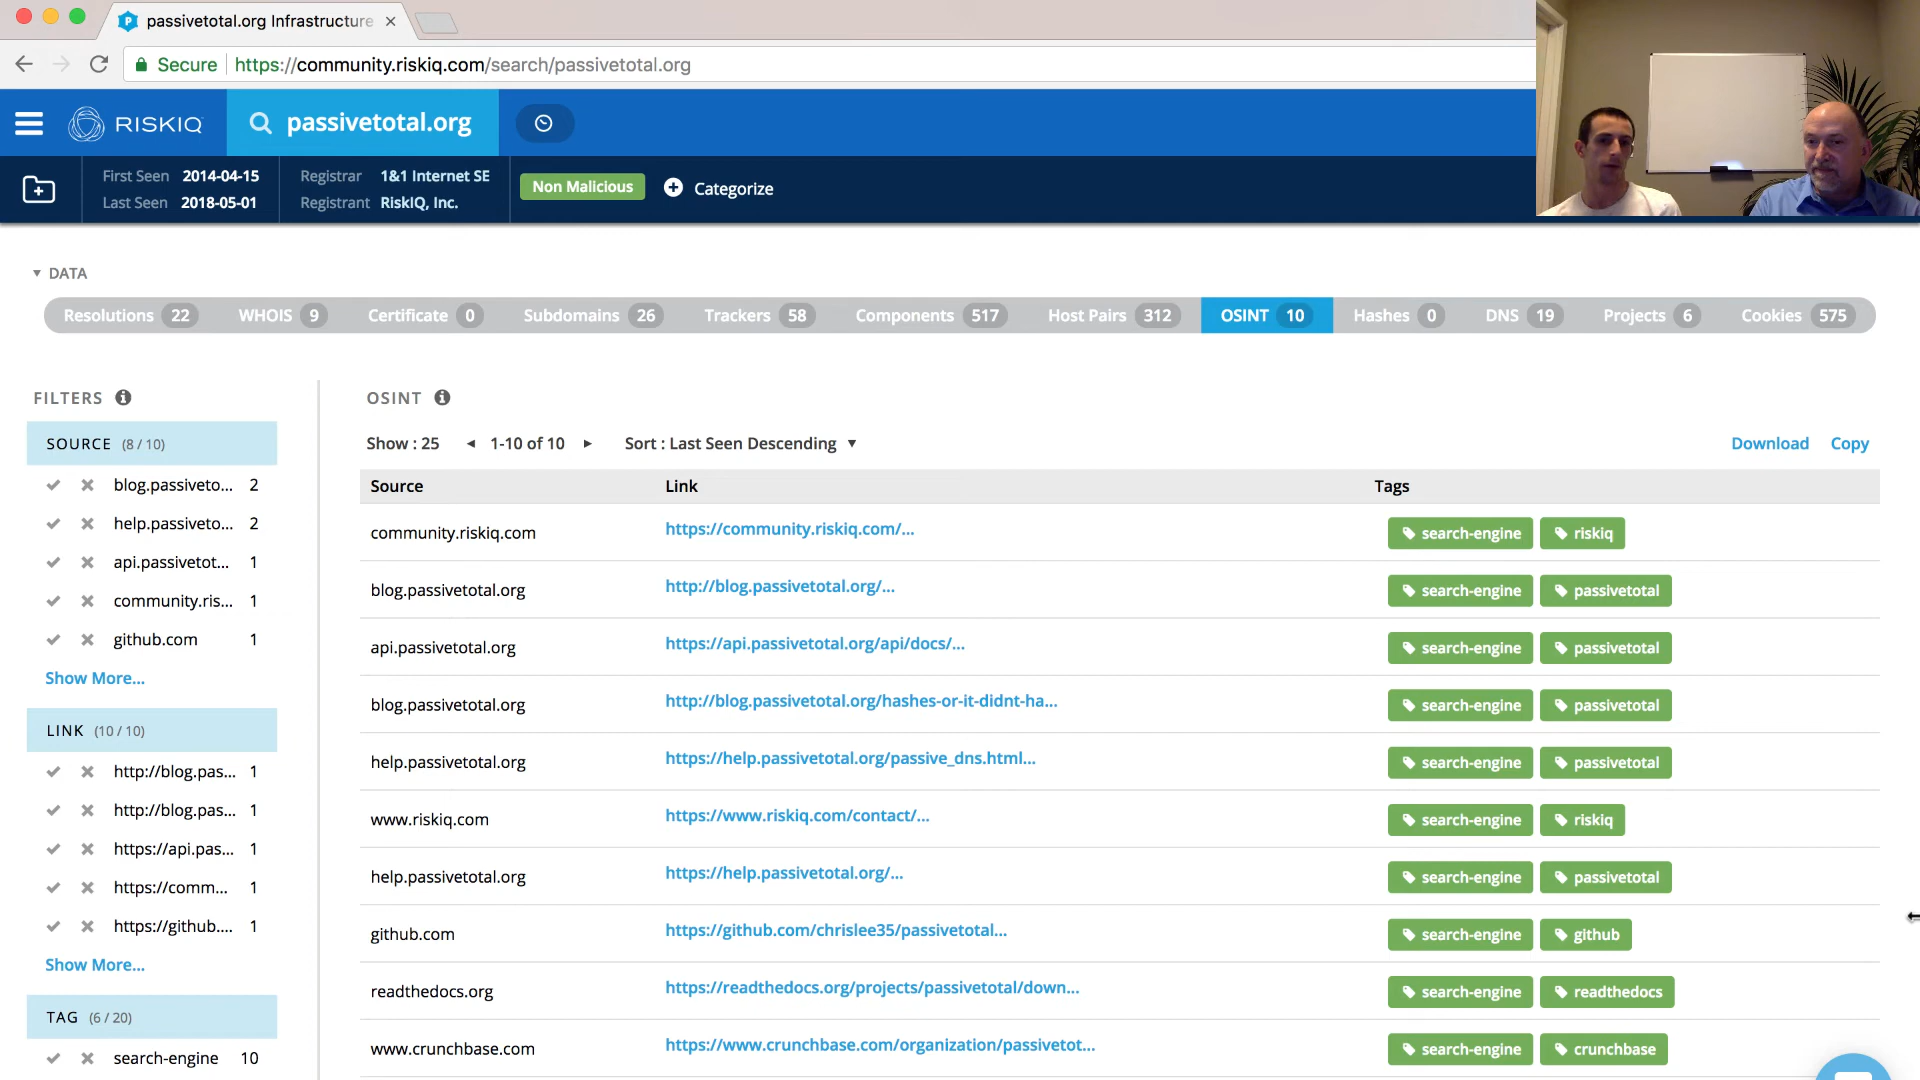 passivetotal.org Infrastructure
Secure https://community.riskiq.com/search/passivetotal.org
RISKIQ passivetotal.org
First Seen 2014-04-15 Registrar 1&1 Internet SE Non Malicious Categorize
Last Seen 2018-05-01 Registrant RiskIQ, Inc.
DATA
Resolutions 22 WHOIS 9 Certificate 0 Subdomains 26 Trackers 58 Components 517 Host Pairs 312 OSINT 10 Hashes 0 DNS 19 Projects 6 Cookies 575
FILTERS
SOURCE (8 / 10)
blog.passiveto... 2
help.passiveto... 2
api.passivetot... 1
community.ris... 1
github.com 1
Show More...
LINK (10 / 10)
http://blog.pas... 1
http://blog.pas... 1
https://api.pas... 1
https://comm... 1
https://github.... 1
Show More...
TAG (6 / 20)
search-engine 10
OSINT
Show : 25 1-10 of 10 Sort : Last Seen Descending Download Copy
Source Link Tags
community.riskiq.com https://community.riskiq.com/... search-engine riskiq
blog.passivetotal.org http://blog.passivetotal.org/... search-engine passivetotal
api.passivetotal.org https://api.passivetotal.org/api/docs/... search-engine passivetotal
blog.passivetotal.org http://blog.passivetotal.org/hashes-or-it-didnt-ha... search-engine passivetotal
help.passivetotal.org https://help.passivetotal.org/passive_dns.html... search-engine passivetotal
www.riskiq.com https://www.riskiq.com/contact/... search-engine riskiq
help.passivetotal.org https://help.passivetotal.org/... search-engine passivetotal
github.com https://github.com/chrislee35/passivetotal... search-engine github
readthedocs.org https://readthedocs.org/projects/passivetotal/down... search-engine readthedocs
www.crunchbase.com https://www.crunchbase.com/organization/passivetot... search-engine crunchbase